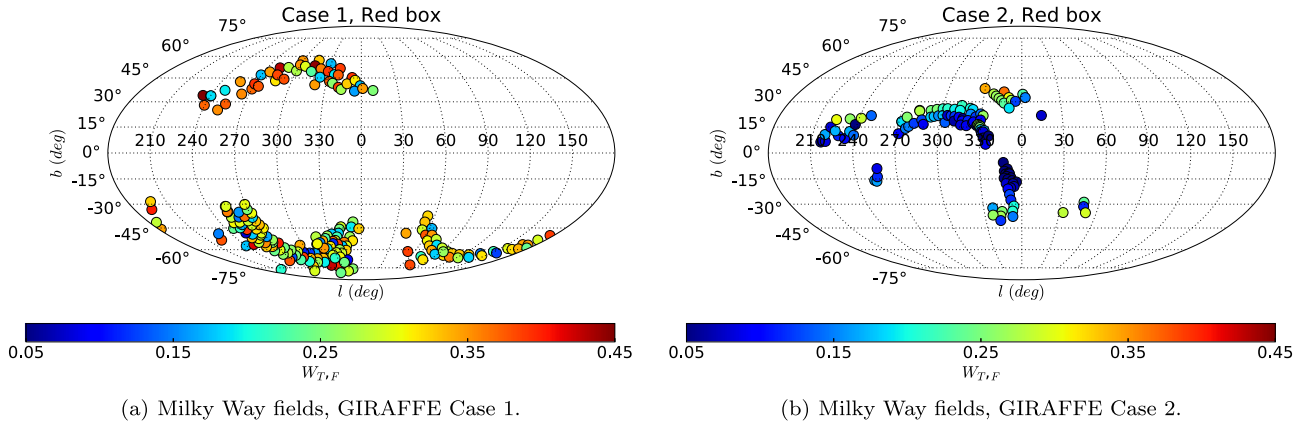 Case 1, Red box
75°
60°
45°
30°
15°
0°
-15°
-30°
-45°
-60°
-75°
210 240 270 300 330 0 30 60 90 120 150
b (deg)
l (deg)
0.05 0.15 0.25 0.35 0.45
W_{T,F}
(a) Milky Way fields, GIRAFFE Case 1.
Case 2, Red box
75°
60°
45°
30°
15°
0°
-15°
-30°
-45°
-60°
-75°
210 240 270 300 330 0 30 60 90 120 150
b (deg)
l (deg)
0.05 0.15 0.25 0.35 0.45
W_{T,F}
(b) Milky Way fields, GIRAFFE Case 2.